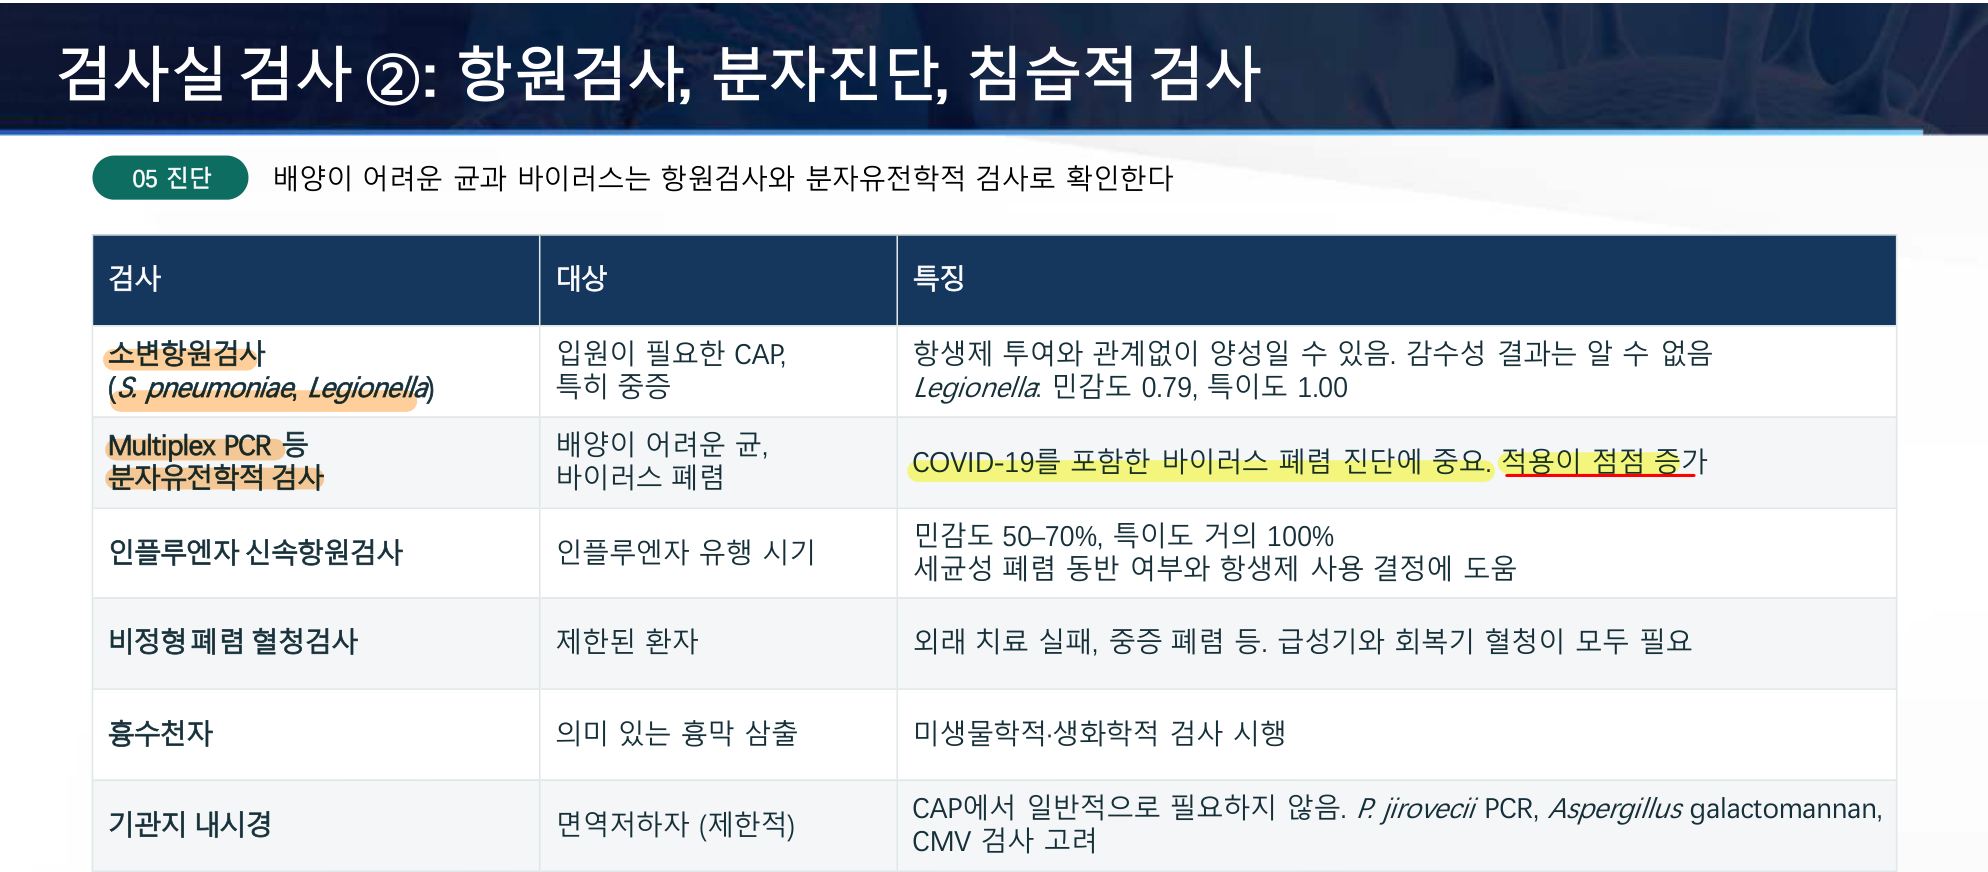 검사실 검사 ②: 항원검사, 분자진단, 침습적 검사
05 진단
배양이 어려운 균과 바이러스는 항원검사와 분자유전학적 검사로 확인한다
검사
대상
특징
소변항원검사
(S. pneumoniae, Legionella)
입원이 필요한 CAP,
특히 중증
항생제 투여와 관계없이 양성일 수 있음. 감수성 결과는 알 수 없음
Legionella: 민감도 0.79, 특이도 1.00
Multiplex PCR 등
분자유전학적 검사
배양이 어려운 균,
바이러스 폐렴
COVID-19를 포함한 바이러스 폐렴 진단에 중요. 적용이 점점 증가
인플루엔자 신속항원검사
인플루엔자 유행 시기
민감도 50–70%, 특이도 거의 100%
세균성 폐렴 동반 여부와 항생제 사용 결정에 도움
비정형 폐렴 혈청검사
제한된 환자
외래 치료 실패, 중증 폐렴 등. 급성기와 회복기 혈청이 모두 필요
흉수천자
의미 있는 흉막 삼출
미생물학적·생화학적 검사 시행
기관지 내시경
면역저하자 (제한적)
CAP에서 일반적으로 필요하지 않음. P. jirovecii PCR, Aspergillus galactomannan,
CMV 검사 고려